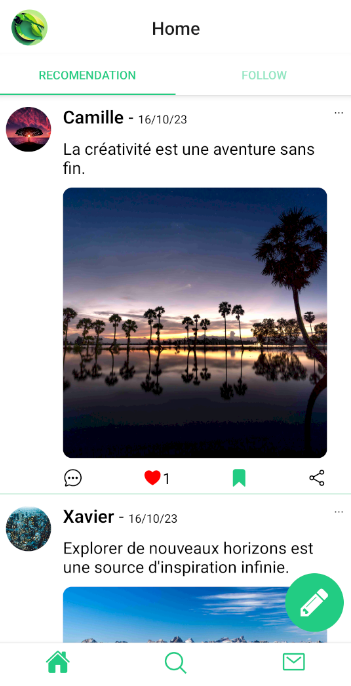 Home
RECOMENDATION
FOLLOW
Camille - 16/10/23
La créativité est une aventure sans
fin.
1
Xavier - 16/10/23
Explorer de nouveaux horizons est
une source d'inspiration infinie.